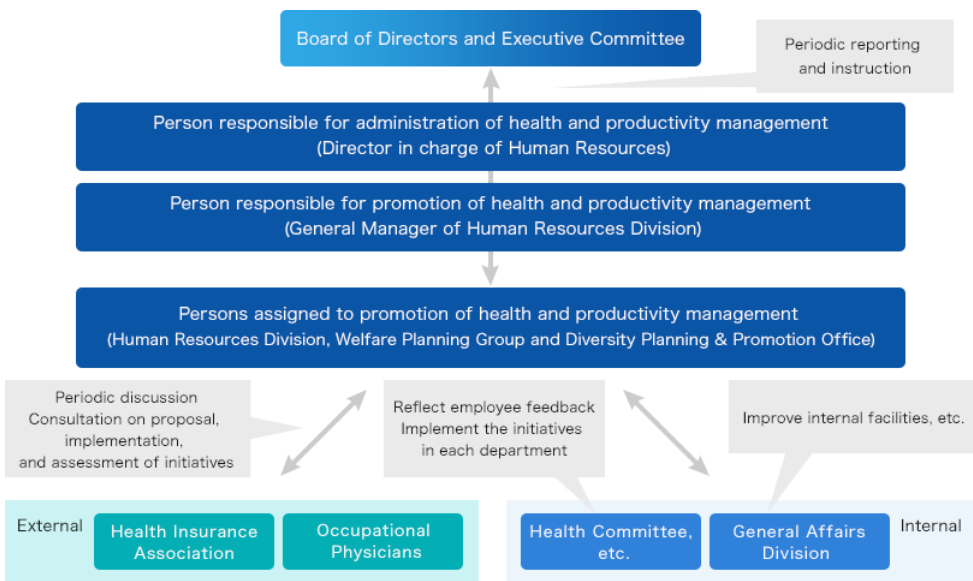 Board of Directors and Executive Committee
Periodic reporting
and instruction
Person responsible for administration of health and productivity management
(Director in charge of Human Resources)
Person responsible for promotion of health and productivity management
(General Manager of Human Resources Division)
Persons assigned to promotion of health and productivity management
(Human Resources Division, Welfare Planning Group and Diversity Planning & Promotion Office)
Periodic discussion
Consultation on proposal,
implementation,
and assessment of initiatives
Reflect employee feedback
Implement the initiatives
in each department
Improve internal facilities, etc.
External
Health Insurance
Association
Occupational
Physicians
Health Committee,
etc.
General Affairs
Division
Internal